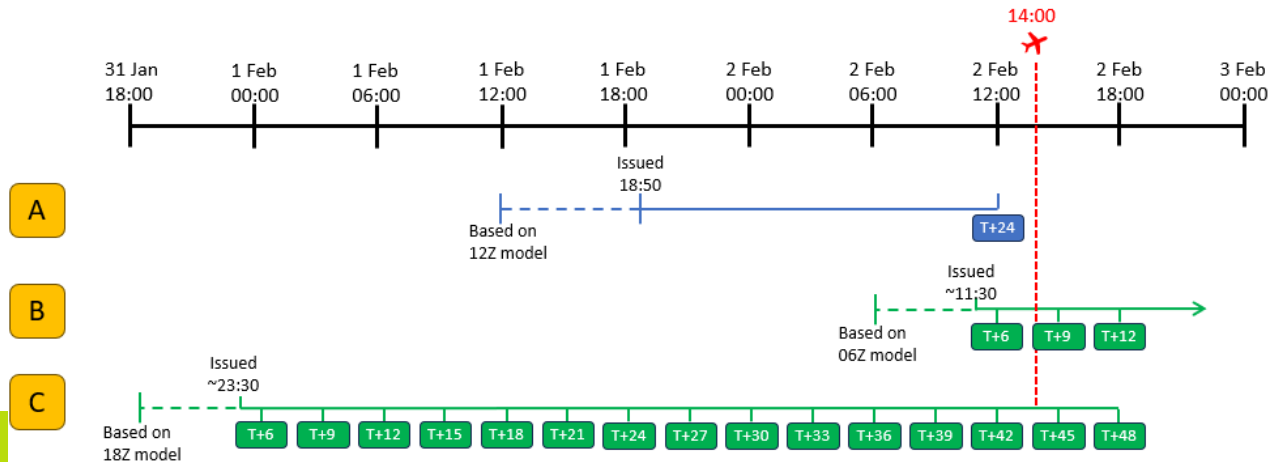 14:00
31 Jan
18:00
1 Feb
00:00
1 Feb
06:00
1 Feb
12:00
1 Feb
18:00
2 Feb
00:00
2 Feb
06:00
2 Feb
12:00
2 Feb
18:00
3 Feb
00:00
A
Issued
18:50
Based on
12Z model
T+24
B
Issued
~11:30
Based on
06Z model
T+6
T+9
T+12
C
Issued
~23:30
Based on
18Z model
T+6
T+9
T+12
T+15
T+18
T+21
T+24
T+27
T+30
T+33
T+36
T+39
T+42
T+45
T+48